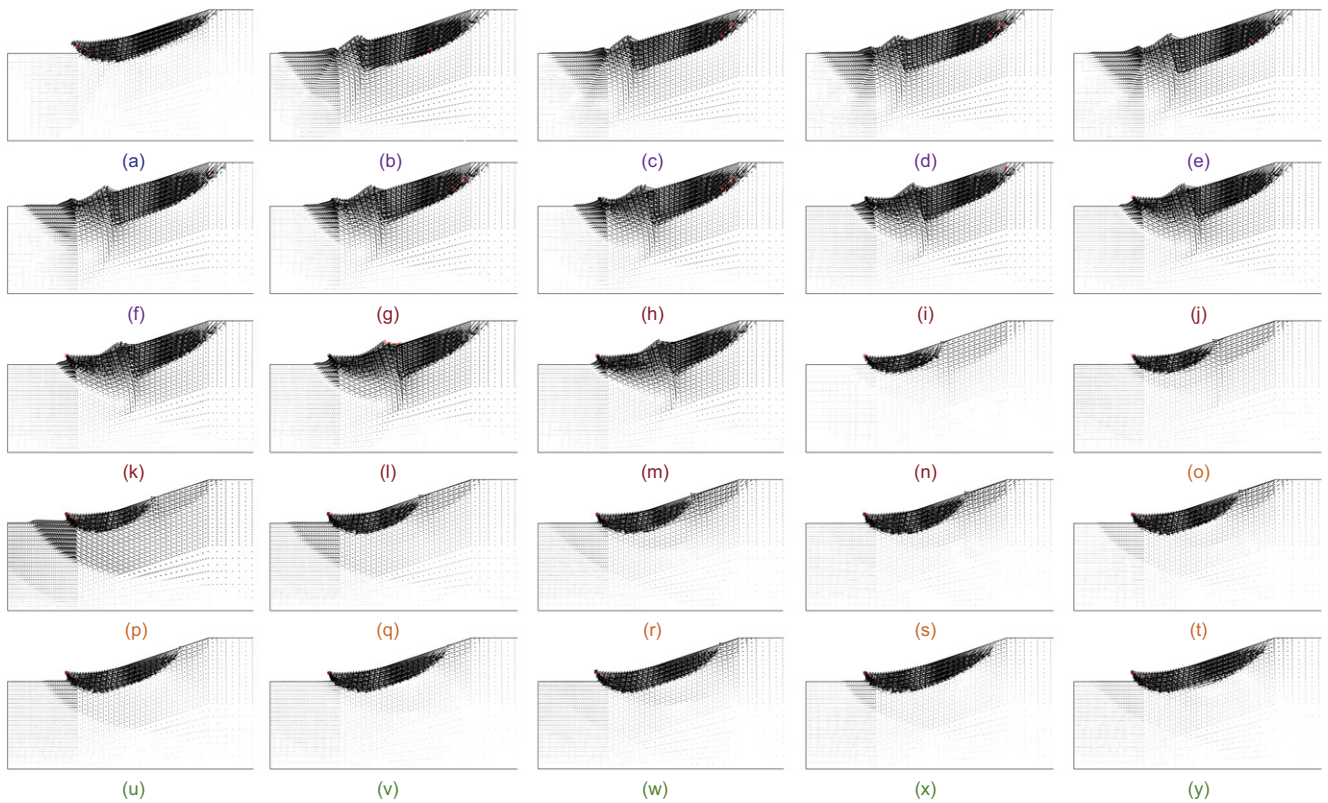 (a) (b) (c) (d) (e)
(f) (g) (h) (i) (j)
(k) (l) (m) (n) (o)
(p) (q) (r) (s) (t)
(u) (v) (w) (x) (y)